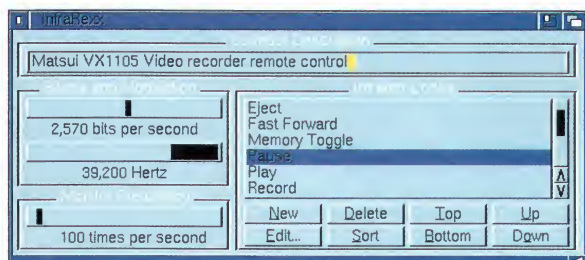 InfraRexx
Matsui VX1105 Video recorder remote control
2,570 bits per second
39,200 Hertz
100 times per second
Eject
Fast Forward
Memory Toggle
Pause
Play
Record
New Delete Top Up
Edit... Sort Bottom Down